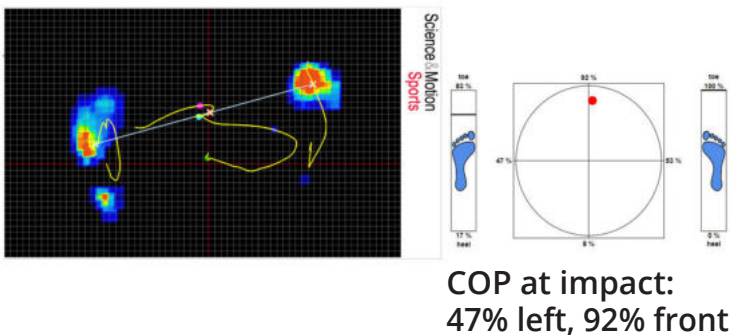 Science & Motion
Sports
toe
83 %
17 %
heel
92 %
47 %
53 %
8 %
toe
100 %
0 %
heel
COP at impact:
47% left, 92% front